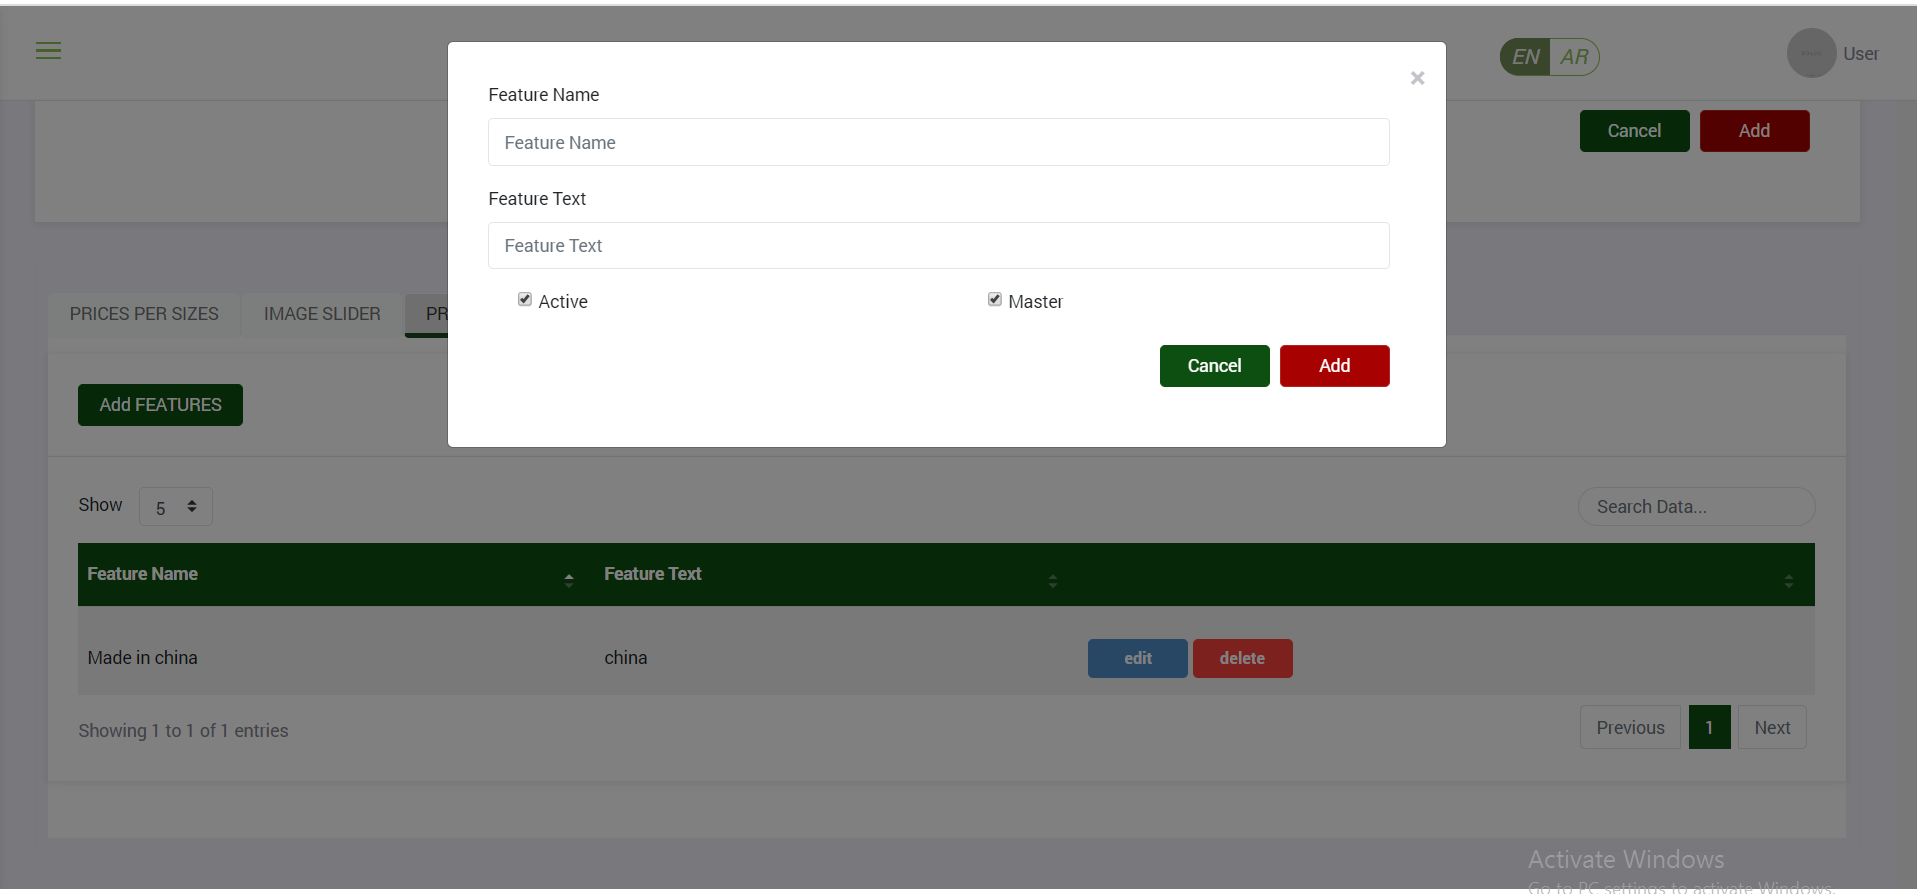 EN AR
User
Cancel Add
Feature Name
Feature Name
Feature Text
Feature Text
Active Master
Cancel Add
PRICES PER SIZES IMAGE SLIDER PR
Add FEATURES
Show 5 Search Data...
Feature Name Feature Text
Made in china china edit delete
Showing 1 to 1 of 1 entries Previous 1 Next
Activate Windows
Go to PC settings to activate Windows.